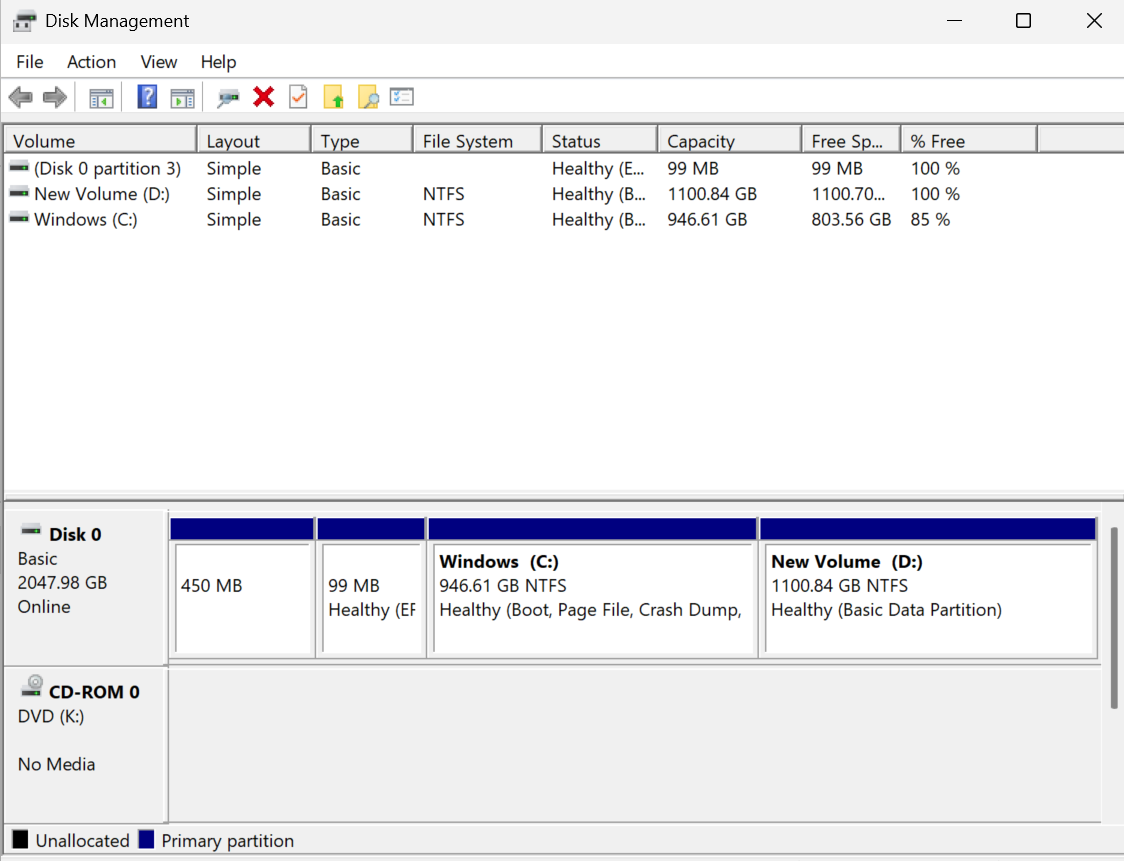 Disk Management
File Action View Help
Volume Layout Type File System Status Capacity Free Sp... % Free
(Disk 0 partition 3) Simple Basic Healthy (E... 99 MB 99 MB 100 %
New Volume (D:) Simple Basic NTFS Healthy (B... 1100.84 GB 1100.70... 100 %
Windows (C:) Simple Basic NTFS Healthy (B... 946.61 GB 803.56 GB 85 %
Disk 0
Basic
2047.98 GB
Online
450 MB
99 MB
Healthy (EF
Windows (C:)
946.61 GB NTFS
Healthy (Boot, Page File, Crash Dump,
New Volume (D:)
1100.84 GB NTFS
Healthy (Basic Data Partition)
CD-ROM 0
DVD (K:)
No Media
Unallocated Primary partition